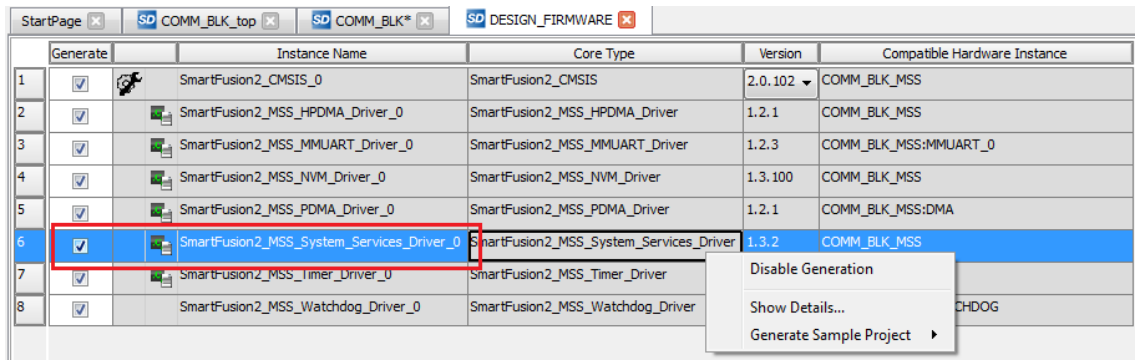 StartPage SD COMM_BLK_top SD COMM_BLK* SD DESIGN_FIRMWARE
Generate Instance Name Core Type Version Compatible Hardware Instance
1 SmartFusion2_CMSIS_0 SmartFusion2_CMSIS 2.0.102 COMM_BLK_MSS
2 SmartFusion2_MSS_HPDMA_Driver_0 SmartFusion2_MSS_HPDMA_Driver 1.2.1 COMM_BLK_MSS
3 SmartFusion2_MSS_MMUART_Driver_0 SmartFusion2_MSS_MMUART_Driver 1.2.3 COMM_BLK_MSS:MMUART_0
4 SmartFusion2_MSS_NVM_Driver_0 SmartFusion2_MSS_NVM_Driver 1.3.100 COMM_BLK_MSS
5 SmartFusion2_MSS_PDMA_Driver_0 SmartFusion2_MSS_PDMA_Driver 1.2.1 COMM_BLK_MSS:DMA
6 SmartFusion2_MSS_System_Services_Driver_0 SmartFusion2_MSS_System_Services_Driver 1.3.2 COMM_BLK_MSS
7 SmartFusion2_MSS_Timer_Driver_0 SmartFusion2_MSS_Timer_Driver
8 SmartFusion2_MSS_Watchdog_Driver_0 SmartFusion2_MSS_Watchdog_Driver CHDOG
Disable Generation
Show Details...
Generate Sample Project